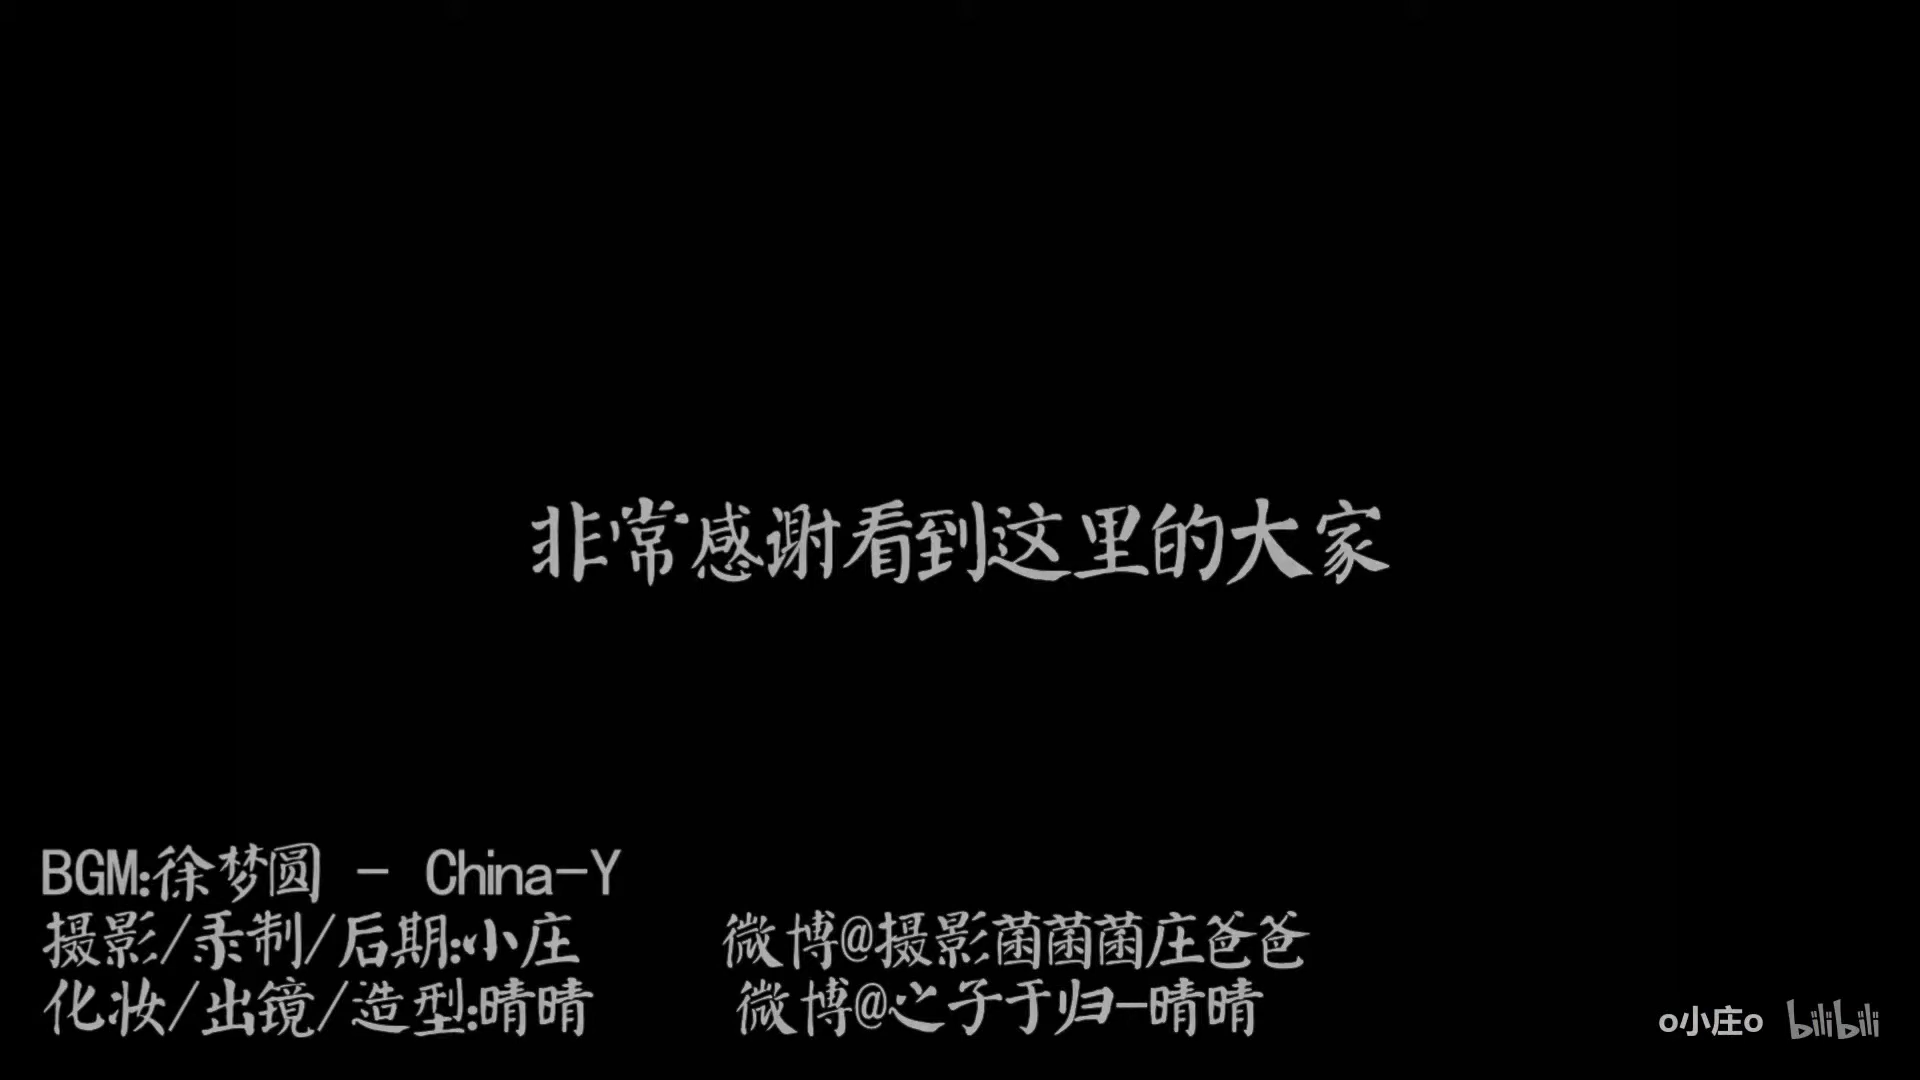 非常感谢看到这里的大家
BGM:徐梦圆 - China-Y
摄影/录制/后期:小庄 微博@摄影菌菌菌庄爸爸
化妆/出镜/造型:晴晴 微博@之子于归-晴晴
o小庄o bilibili